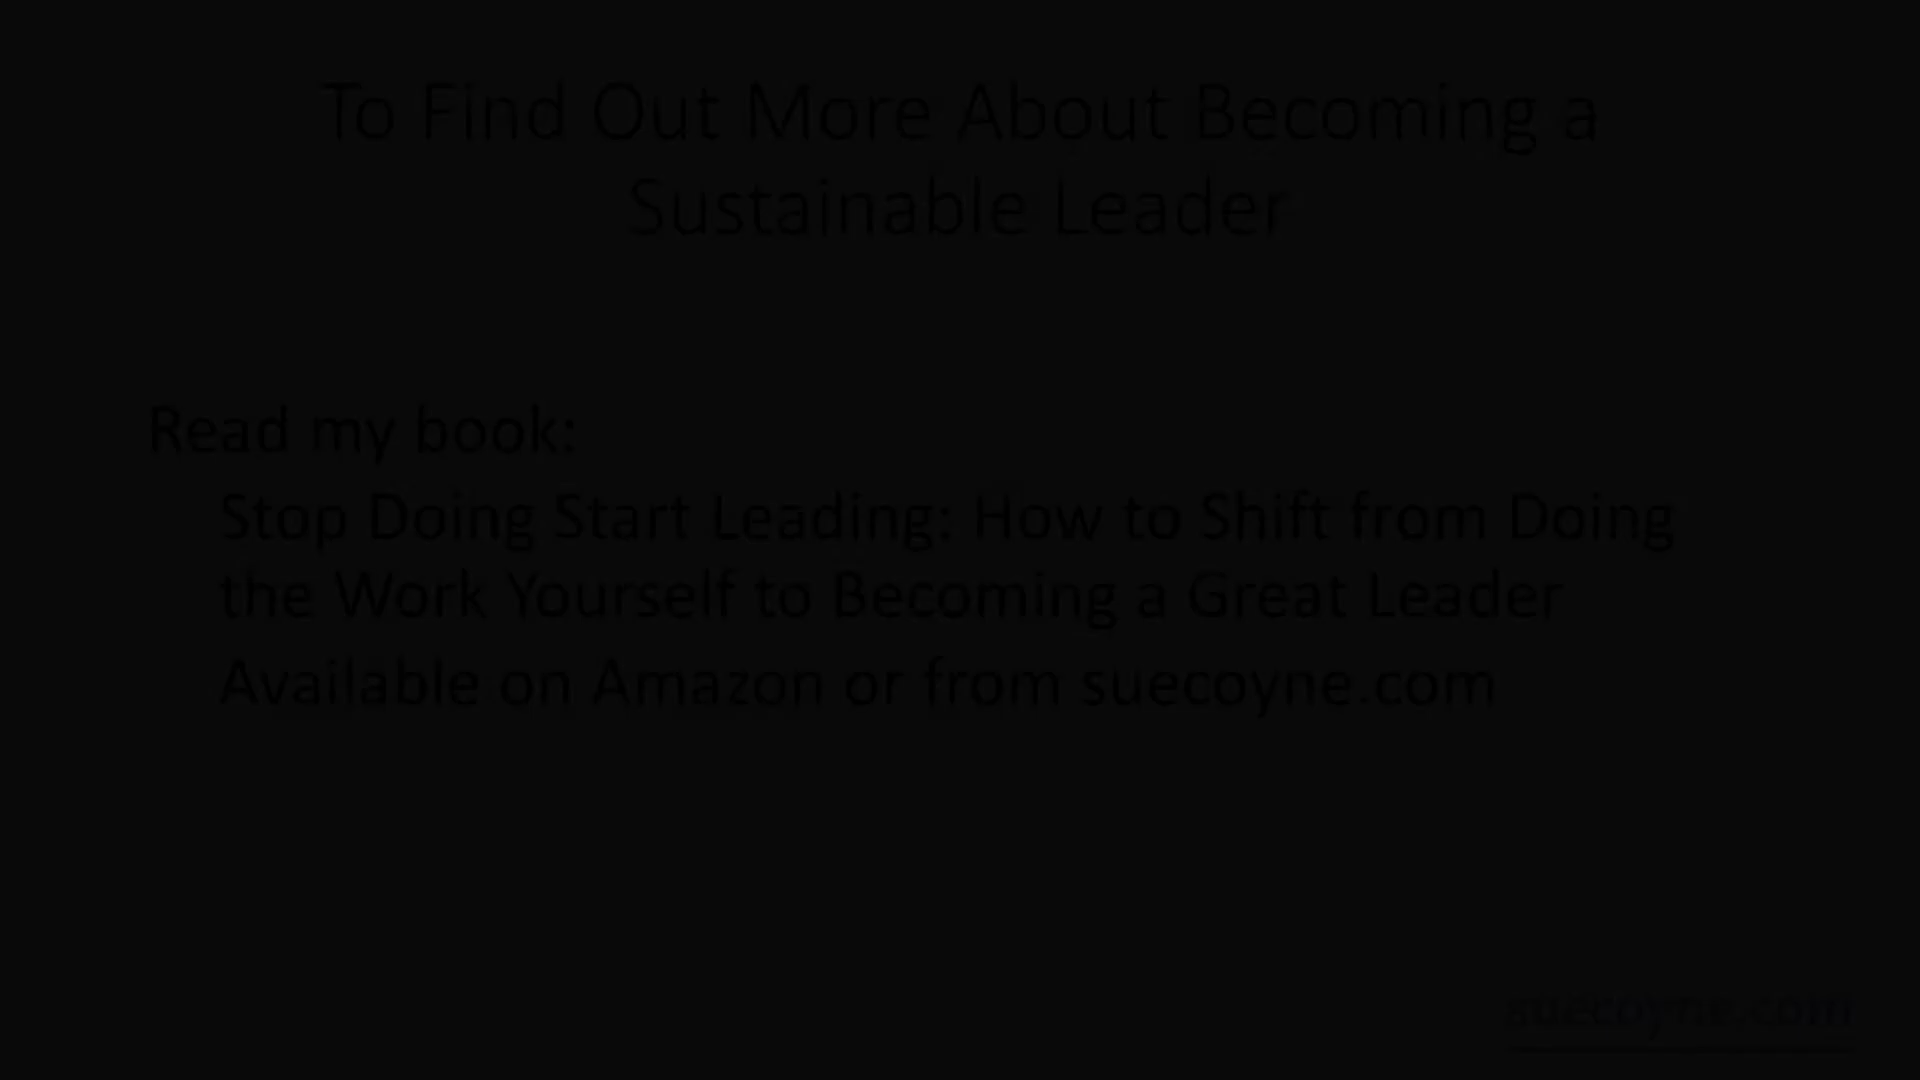 To Find Out More About Becoming a
Sustainable Leader
Read my book:
Stop Doing Start Leading: How to Shift from Doing
the Work Yourself to Becoming a Great Leader
Available on Amazon or from suecoyne.com
suecoyne.com